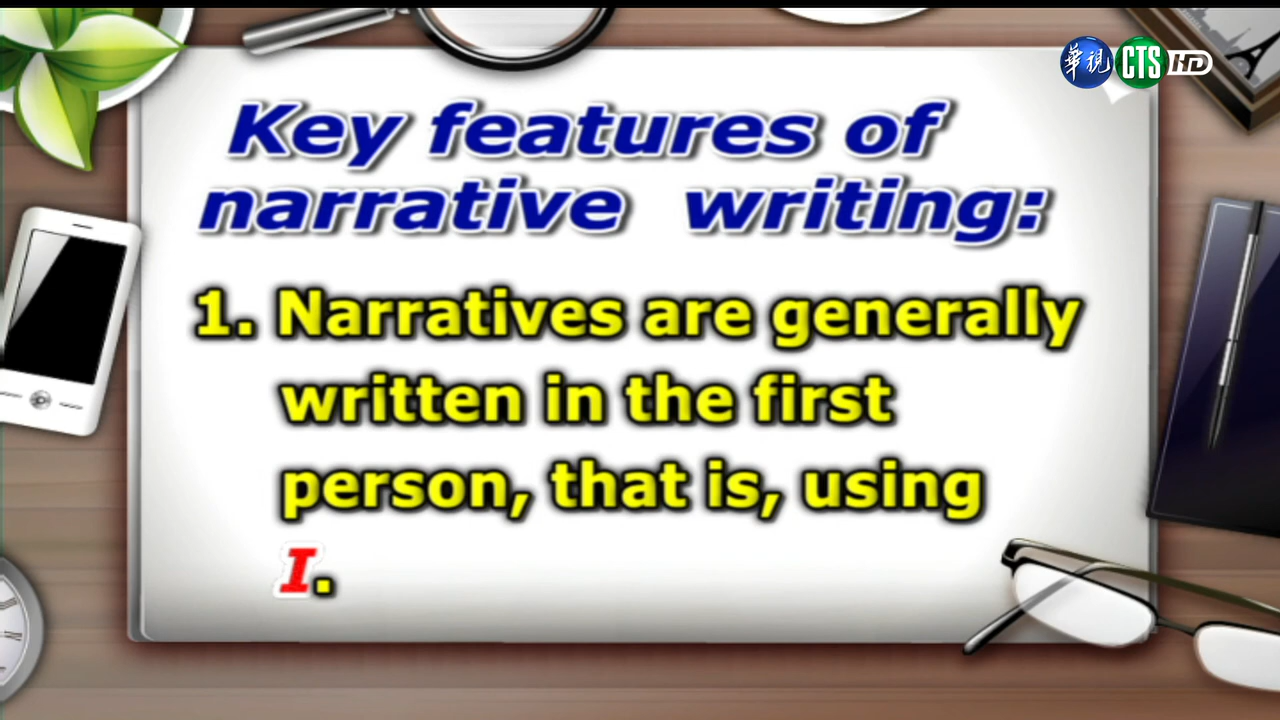 華視 CTS HD
Key features of
narrative writing:
1. Narratives are generally
written in the first
person, that is, using
I.